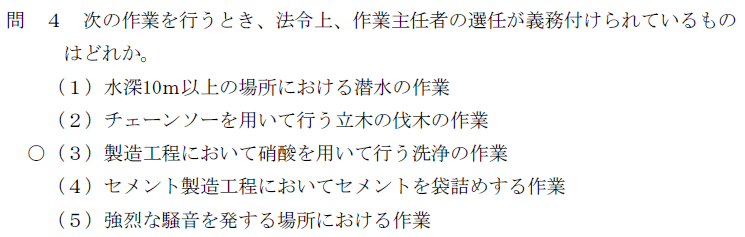 問　４　次の作業を行うとき、法令上、作業主任者の選任が義務付けられているもの
はどれか。
（１）水深10ｍ以上の場所における潜水の作業
（２）チェーンソーを用いて行う立木の伐木の作業
○（３）製造工程において硝酸を用いて行う洗浄の作業
（４）セメント製造工程においてセメントを袋詰めする作業
（５）強烈な騒音を発する場所における作業